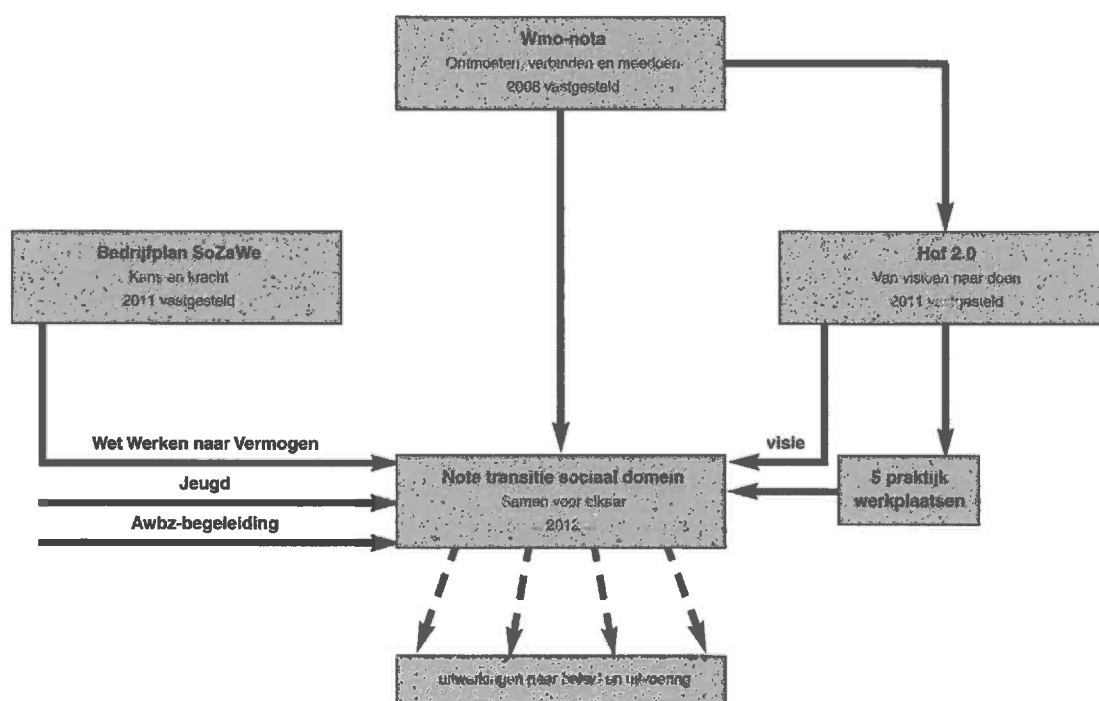 Wmo-nota
Ontmoeten, verbinden en meedoen
2008 vastgesteld
Bedrijfplan SoZaWe
Kans en kracht
2011 vastgesteld
Hof 2.0
Van visioen naar doen
2011 vastgesteld
Wet Werken naar Vermogen
Jeugd
Awbz-begeleiding
visie
Nota transitie sociaal domein
Samen voor elkaar
2012
5 praktijk
werkplaatsen
uitwerkingen naar beleid en uitvoering